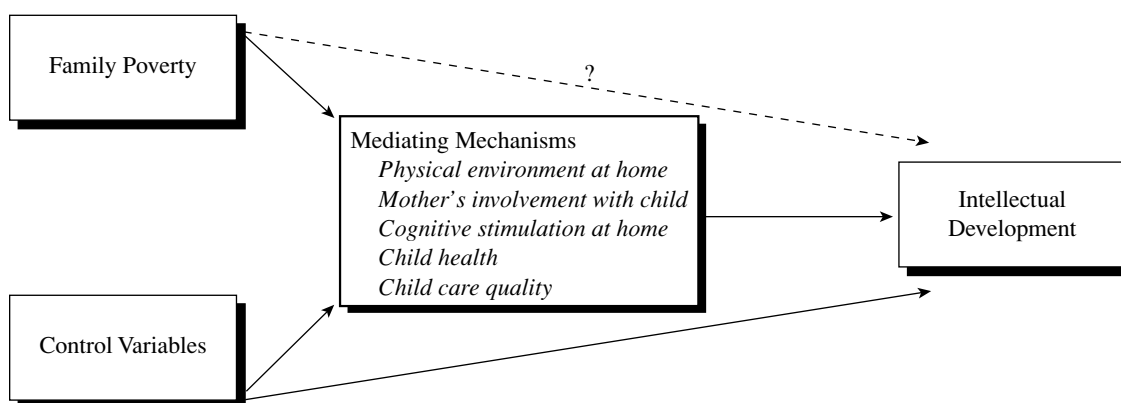 Family Poverty
?
Mediating Mechanisms
Physical environment at home
Mother's involvement with child
Cognitive stimulation at home
Child health
Child care quality
Intellectual
Development
Control Variables